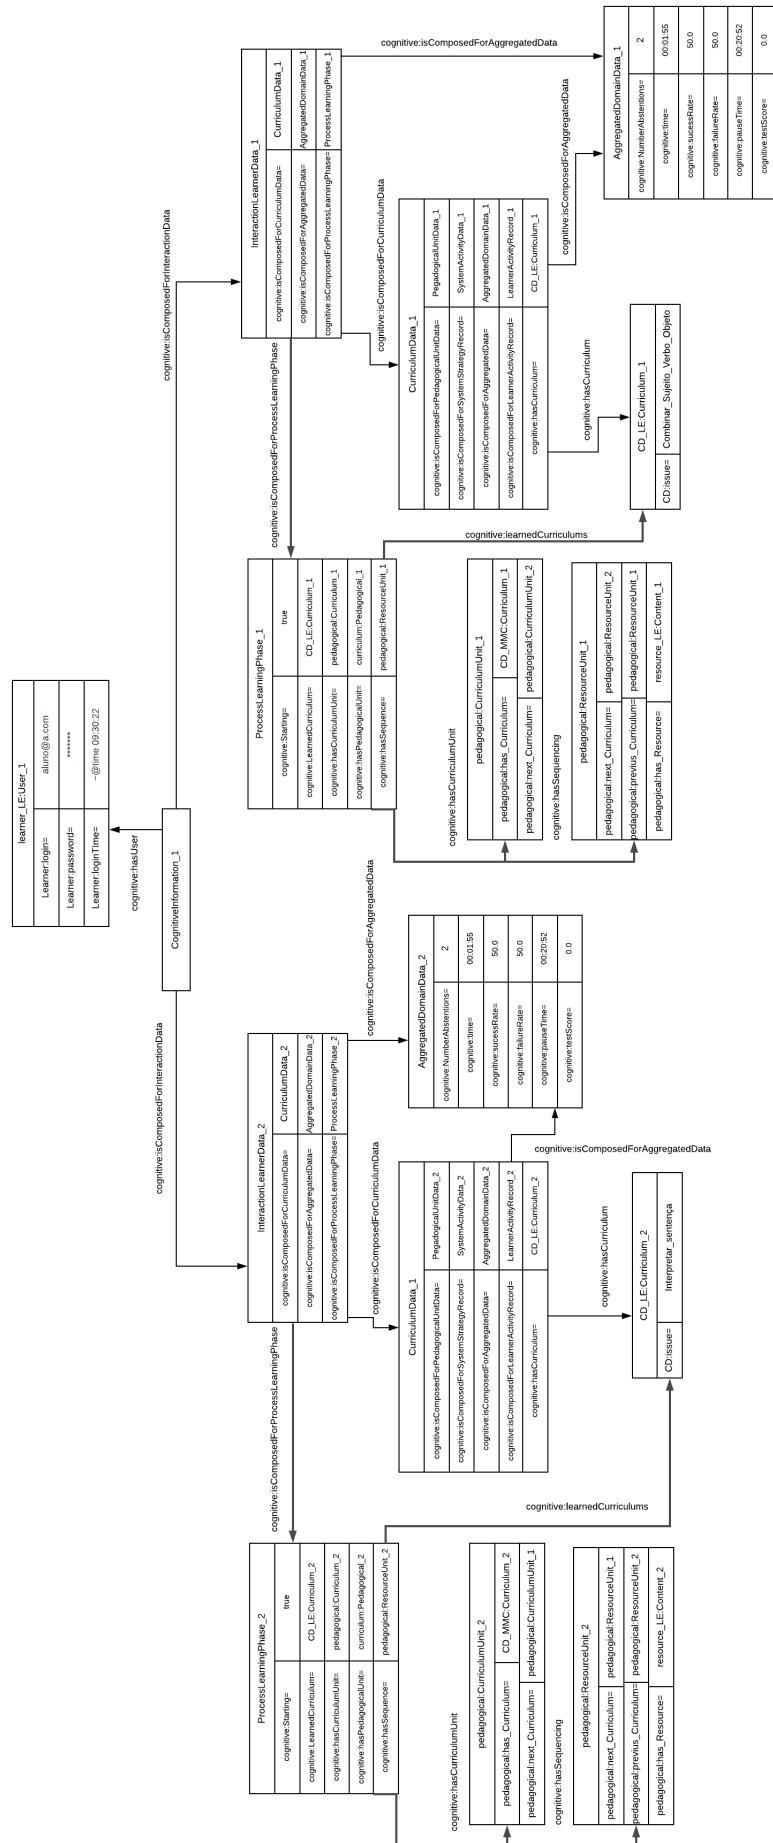 learner_LE:User_1
Learner:login= aluno@a.com
Learner:password= *******
Learner:loginTIme= ~@time 09:30:22
cognitive:hasUser
CognitiveInformation_1
cognitive:isComposedForInteractionData
cognitive:isComposedForInteractionData
InteractionLearnerData_2
cognitive:isComposedForCurriculumData= CurriculumData_2
cognitive:isComposedForAggregatedData= AggregatedDomainData_2
cognitive:isComposedForProcessLearningPhase= ProcessLearningPhase_2
InteractionLearnerData_1
cognitive:isComposedForCurriculumData= CurriculumData_1
cognitive:isComposedForAggregatedData= AggregatedDomainData_1
cognitive:isComposedForProcessLearningPhase= ProcessLearningPhase_1
cognitive:isComposedForProcessLearningPhase
cognitive:isComposedForCurriculumData
cognitive:isComposedForAggregatedData
cognitive:isComposedForProcessLearningPhase
cognitive:isComposedForCurriculumData
cognitive:isComposedForAggregatedData
ProcessLearningPhase_2
cognitive:Starting= true
cognitive:LearnedCurriculum= CD_LE:Curriculum_2
cognitive:hasCurriculumUnit= pedagogical:Curriculum_2
cognitive:hasPedagogicalUnit= curriculum:Pedagogical_2
cognitive:hasSequence= pedagogical:ResourceUnit_2
CurriculumData_1
cognitive:isComposedForPedagogicalUnitData= PegadogicalUnitData_2
cognitive:isComposedForSystemStrategyRecord= SystemActivityData_2
cognitive:isComposedForAggregatedData= AggregatedDomainData_2
cognitive:isComposedForLearnerActivityRecord= LearnerActivityRecord_2
cognitive:hasCurriculum= CD_LE:Curriculum_2
AggregatedDomainData_2
cognitive:NumberAbstentions= 2
cognitive:time= 00:01:55
cognitive:sucessRate= 50.0
cognitive:failureRate= 50.0
cognitive:pauseTime= 00:20:52
cognitive:testScore= 0.0
ProcessLearningPhase_1
cognitive:Starting= true
cognitive:LearnedCurriculum= CD_LE:Curriculum_1
cognitive:hasCurriculumUnit= pedagogical:Curriculum_1
cognitive:hasPedagogicalUnit= curriculum:Pedagogical_1
cognitive:hasSequence= pedagogical:ResourceUnit_1
CurriculumData_1
cognitive:isComposedForPedagogicalUnitData= PegadogicalUnitData_1
cognitive:isComposedForSystemStrategyRecord= SystemActivityData_1
cognitive:isComposedForAggregatedData= AggregatedDomainData_1
cognitive:isComposedForLearnerActivityRecord= LearnerActivityRecord_1
cognitive:hasCurriculum= CD_LE:Curriculum_1
AggregatedDomainData_1
cognitive:NumberAbstentions= 2
cognitive:time= 00:01:55
cognitive:sucessRate= 50.0
cognitive:failureRate= 50.0
cognitive:pauseTime= 00:20:52
cognitive:testScore= 0.0
cognitive:hasCurriculumUnit
cognitive:learnedCurriculums
cognitive:isComposedForAggregatedData
cognitive:hasCurriculumUnit
cognitive:learnedCurriculums
cognitive:isComposedForAggregatedData
pedagogical:CurriculumUnit_2
pedagogical:has_Curriculum= CD_MMC:Curriculum_2
pedagogical:next_Curriculum= pedagogical:CurriculumUnit_1
pedagogical:CurriculumUnit_1
pedagogical:has_Curriculum= CD_MMC:Curriculum_1
pedagogical:next_Curriculum= pedagogical:CurriculumUnit_2
cognitive:hasSequencing
cognitive:hasCurriculum
cognitive:hasSequencing
cognitive:hasCurriculum
pedagogical:ResourceUnit_2
pedagogical:next_Curriculum= pedagogical:ResourceUnit_1
pedagogical:previus_Curriculum= pedagogical:ResourceUnit_2
pedagogical:has_Resource= resource_LE:Content_2
CD_LE:Curriculum_2
CD:issue= Interpretar_sentença
pedagogical:ResourceUnit_1
pedagogical:next_Curriculum= pedagogical:ResourceUnit_2
pedagogical:previus_Curriculum= pedagogical:ResourceUnit_1
pedagogical:has_Resource= resource_LE:Content_1
CD_LE:Curriculum_1
CD:issue= Combinar_Sujeito_Verbo_Objeto